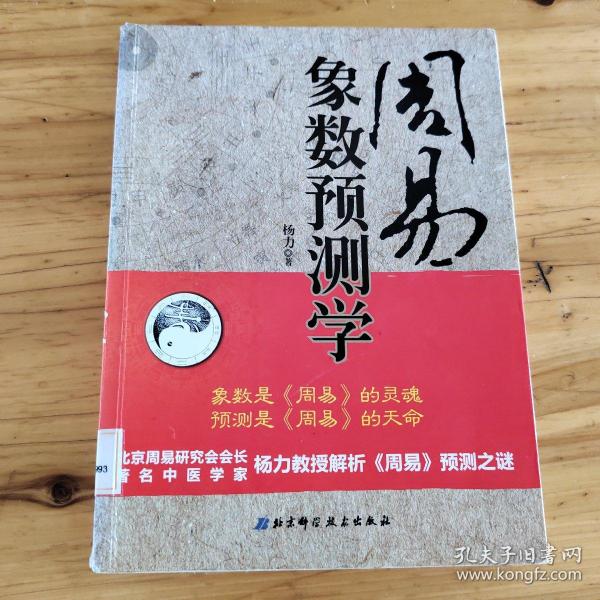 周易
象数预测学
杨力 著
象数是《周易》的灵魂
预测是《周易》的天命
北京周易研究会会长
著名中医学家
杨力教授解析《周易》预测之谜
993
北京科学技术出版社
孔夫子旧书网
www.kongfz.com